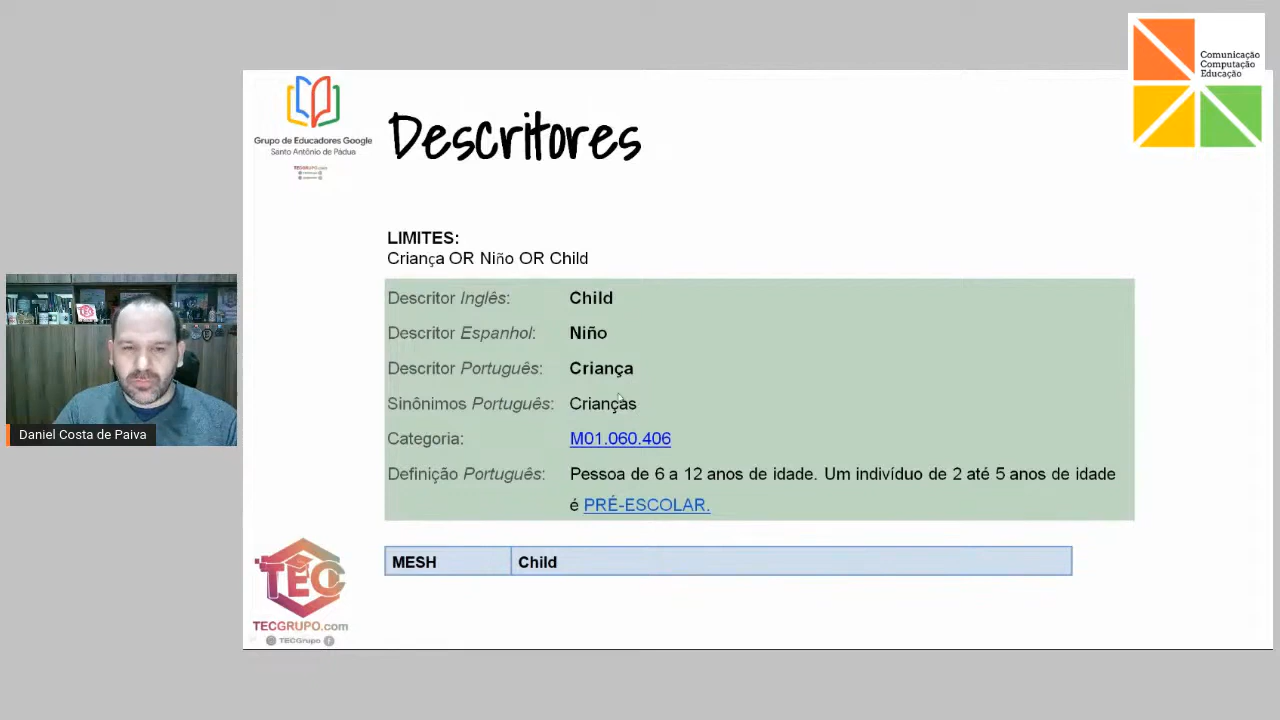 Comunicação
Computação
Educação
Grupo de Educadores Google
Santo Antônio de Pádua
TECGRUPO.com
Descritores
LIMITES:
Criança OR Niño OR Child
Descritor Inglês: Child
Descritor Espanhol: Niño
Descritor Português: Criança
Sinônimos Português: Crianças
Categoria: M01.060.406
Definição Português: Pessoa de 6 a 12 anos de idade. Um indivíduo de 2 até 5 anos de idade
é PRÉ-ESCOLAR.
Daniel Costa de Paiva
MESH Child
TEC
TECGRUPO.com
TECGrupo